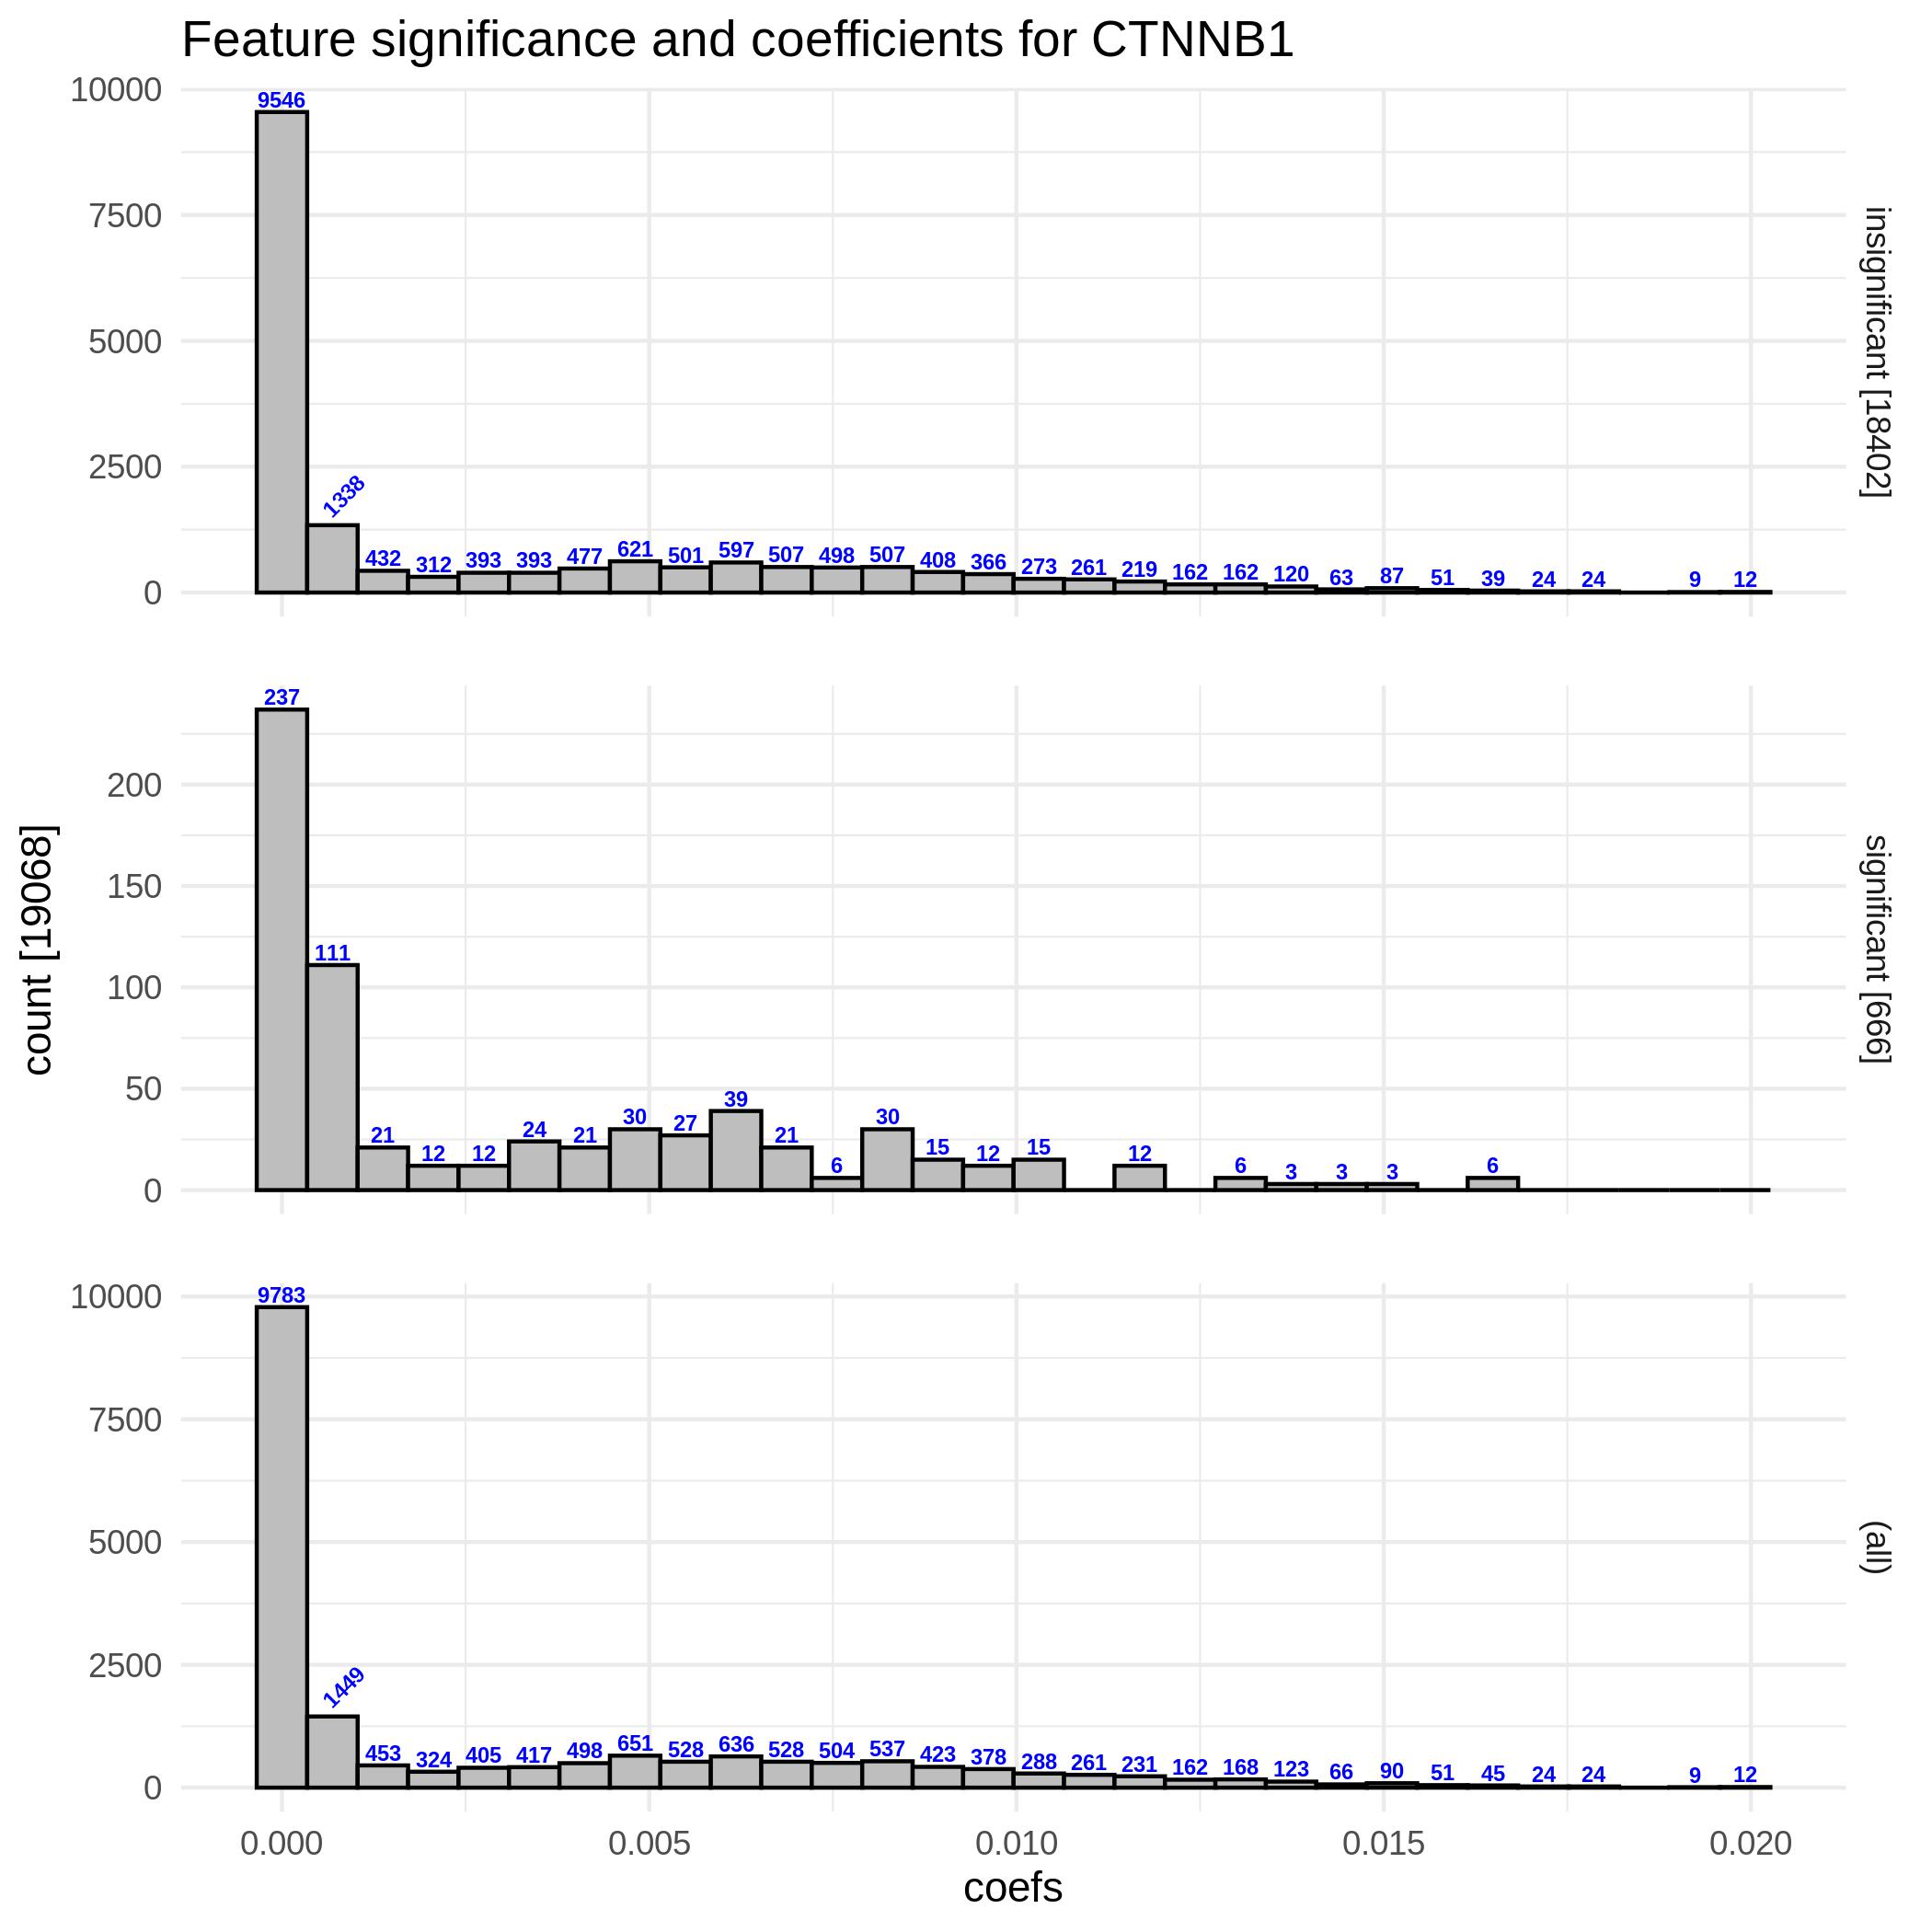 Feature significance and coefficients for CTNNB1
count [19068]
10000
7500
5000
2500
0
9546
1338
432 312 393 393 477 621 501 597 507 498 507 408 366 273 261 219 162 162 120 63 87 51 39 24 24 9 12
insignificant [18402]
200
150
100
50
0
237
111
21 12 12 24 21 30 27 39 21 6 30 15 12 15 12 6 3 3 3 6
significant [666]
10000
7500
5000
2500
0
9783
1449
453 324 405 417 498 651 528 636 528 504 537 423 378 288 261 231 162 168 123 66 90 51 45 24 24 9 12
(all)
0.000 0.005 0.010 0.015 0.020
coefs